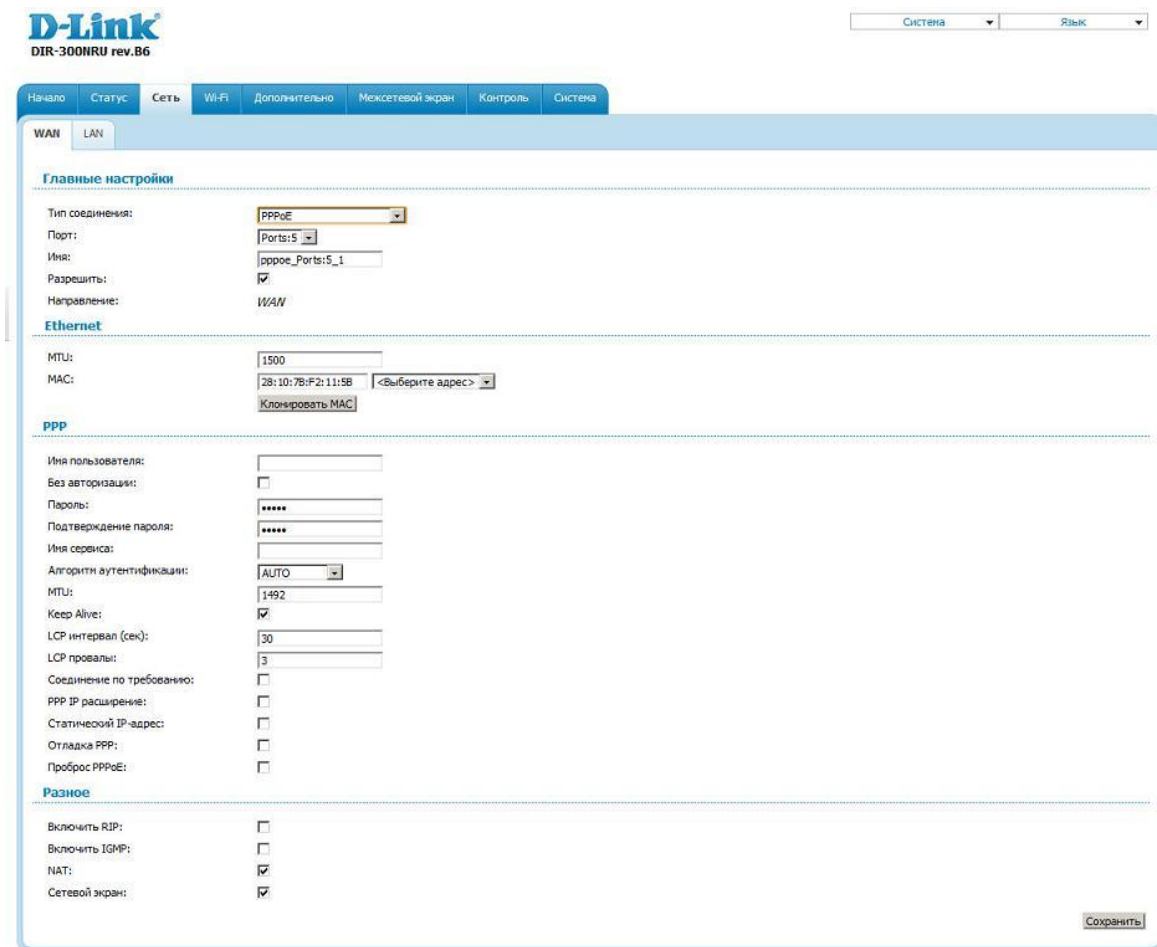 D-Link
DIR-300NRU rev.B6
Система Язык
Начало Статус Сеть Wi-Fi Дополнительно Межсетевой экран Контроль Система
WAN LAN
Главные настройки
Тип соединения: PPPoE
Порт: Ports:5
Имя: pppoe_Ports:5_1
Разрешить:
Направление: WAN
Ethernet
MTU: 1500
MAC: 28:10:7B:F2:11:5B <Выберите адрес>
Клонировать MAC
PPP
Имя пользователя:
Без авторизации:
Пароль: •••••
Подтверждение пароля: •••••
Имя сервиса:
Алгоритм аутентификации: AUTO
MTU: 1492
Keep Alive:
LCP интервал (сек): 30
LCP провалы: 3
Соединение по требованию:
PPP IP расширение:
Статический IP-адрес:
Отладка PPP:
Проброс PPPoE:
Разное
Включить RIP:
Включить IGMP:
NAT:
Сетевой экран:
Сохранить